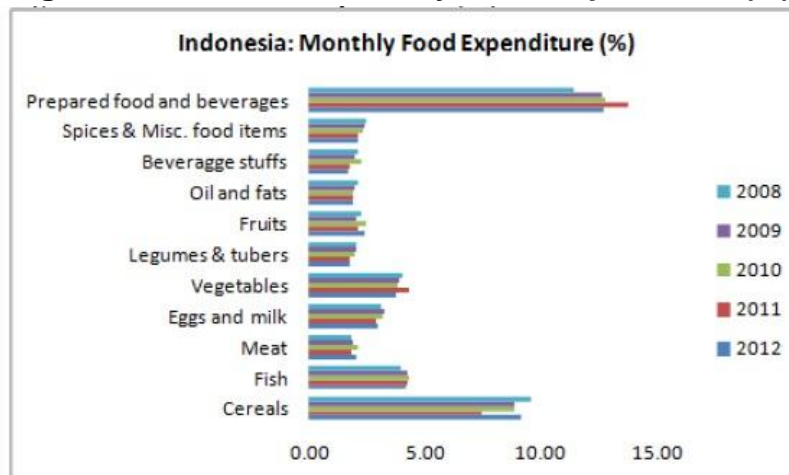 Indonesia: Monthly Food Expenditure (%)
Prepared food and beverages
Spices & Misc. food items
Beveragge stuffs
Oil and fats
Fruits
Legumes & tubers
Vegetables
Eggs and milk
Meat
Fish
Cereals
0.00 5.00 10.00 15.00
2008
2009
2010
2011
2012